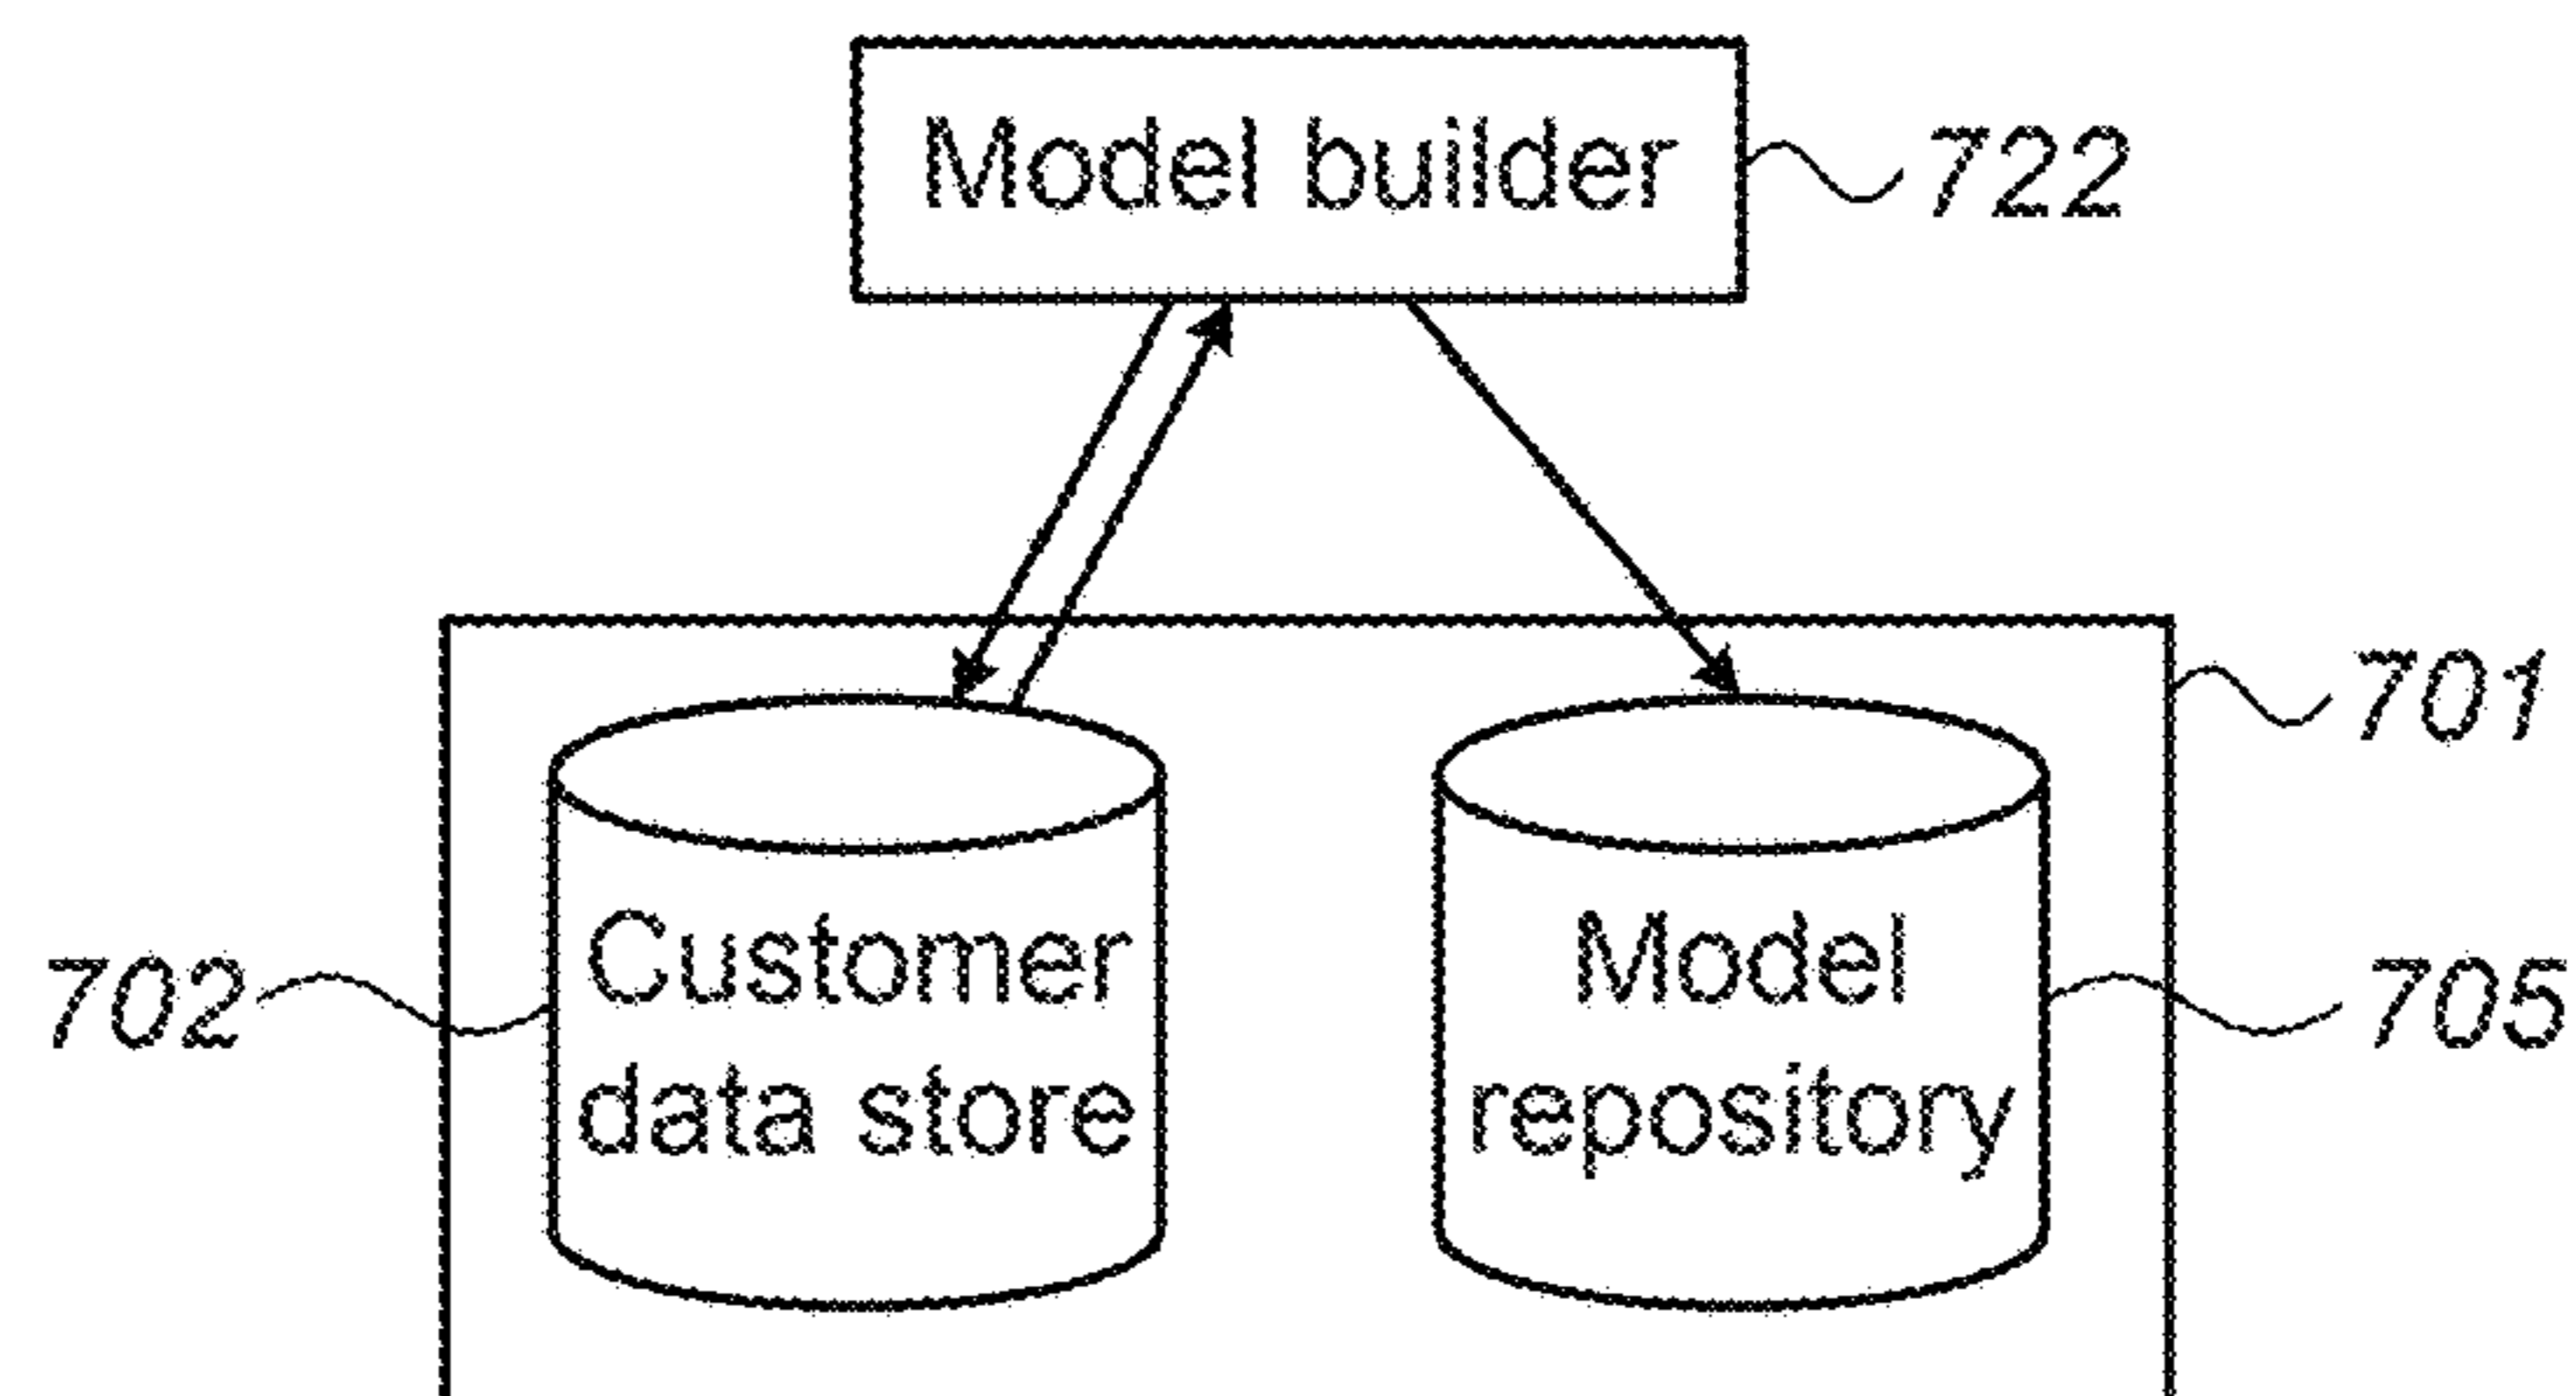 Model builder
722
701
702
Customer
data store
Model
repository
705